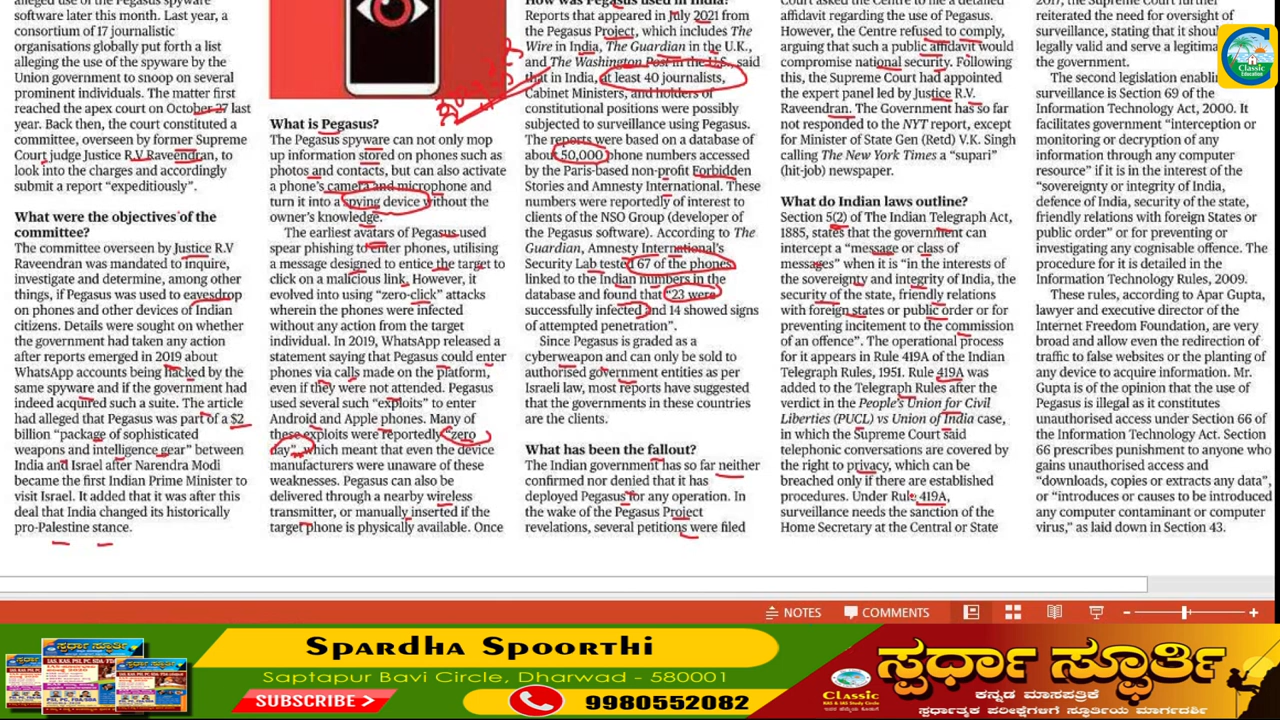 alleged use of the Pegasus spyware
software later this month. Last year, a
consortium of 17 journalistic
organisations globally put forth a list
alleging the use of the spyware by the
Union government to snoop on several
prominent individuals. The matter first
reached the apex court on October 27 last
year. Back then, the court constituted a
committee, overseen by former Supreme
Court judge Justice R.V Raveendran, to
look into the charges and accordingly
submit a report “expeditiously”.
What were the objectives of the
committee?
The committee overseen by Justice R.V
Raveendran was mandated to inquire,
investigate and determine, among other
things, if Pegasus was used to eavesdrop
on phones and other devices of Indian
citizens. Details were sought on whether
the government had taken any action
after reports emerged in 2019 about
WhatsApp accounts being hacked by the
same spyware and if the government had
indeed acquired such a suite. The article
had alleged that Pegasus was part of a $2
billion “package of sophisticated
weapons and intelligence gear” between
India and Israel after Narendra Modi
became the first Indian Prime Minister to
visit Israel. It added that it was after this
deal that India changed its historically
pro-Palestine stance.
What is Pegasus?
The Pegasus spyware can not only mop
up information stored on phones such as
photos and contacts, but can also activate
a phone’s camera and microphone and
turn it into a spying device without the
owner’s knowledge.
The earliest avatars of Pegasus used
spear phishing to enter phones, utilising
a message designed to entice the target to
click on a malicious link. However, it
evolved into using “zero-click” attacks
wherein the phones were infected
without any action from the target
individual. In 2019, WhatsApp released a
statement saying that Pegasus could enter
phones via calls made on the platform,
even if they were not attended. Pegasus
used several such “exploits” to enter
Android and Apple phones. Many of
these exploits were reportedly “zero
day”, which meant that even the device
manufacturers were unaware of these
weaknesses. Pegasus can also be
delivered through a nearby wireless
transmitter, or manually inserted if the
target phone is physically available. Once
How was Pegasus used in India?
Reports that appeared in July 2021 from
the Pegasus Project, which includes The
Wire in India, The Guardian in the U.K.,
and The Washington Post in the U.S., said
that in India, at least 40 journalists,
Cabinet Ministers, and holders of
constitutional positions were possibly
subjected to surveillance using Pegasus.
The reports were based on a database of
about 50,000 phone numbers accessed
by the Paris-based non-profit Forbidden
Stories and Amnesty International. These
numbers were reportedly of interest to
clients of the NSO Group (developer of
the Pegasus software). According to The
Guardian, Amnesty International’s
Security Lab tested 67 of the phones
linked to the Indian numbers in the
database and found that “23 were
successfully infected and 14 showed signs
of attempted penetration”.
Since Pegasus is graded as a
cyberweapon and can only be sold to
authorised government entities as per
Israeli law, most reports have suggested
that the governments in these countries
are the clients.
What has been the fallout?
The Indian government has so far neither
confirmed nor denied that it has
deployed Pegasus for any operation. In
the wake of the Pegasus Project
revelations, several petitions were filed
Court asked the Centre to file a detailed
affidavit regarding the use of Pegasus.
However, the Centre refused to comply,
arguing that such a public affidavit would
compromise national security. Following
this, the Supreme Court had appointed
the expert panel led by Justice R.V.
Raveendran. The Government has so far
not responded to the NYT report, except
for Minister of State Gen (Retd) V.K. Singh
calling The New York Times a “supari”
(hit-job) newspaper.
What do Indian laws outline?
Section 5(2) of The Indian Telegraph Act,
1885, states that the government can
intercept a “message or class of
messages” when it is “in the interests of
the sovereignty and integrity of India, the
security of the state, friendly relations
with foreign states or public order or for
preventing incitement to the commission
of an offence”. The operational process
for it appears in Rule 419A of the Indian
Telegraph Rules, 1951. Rule 419A was
added to the Telegraph Rules after the
verdict in the People’s Union for Civil
Liberties (PUCL) vs Union of India case,
in which the Supreme Court said
telephonic conversations are covered by
the right to privacy, which can be
breached only if there are established
procedures. Under Rule 419A,
surveillance needs the sanction of the
Home Secretary at the Central or State
2017, the Supreme Court further
reiterated the need for oversight of
surveillance, stating that it should
legally valid and serve a legitimate
the government.
The second legislation enabling
surveillance is Section 69 of the
Information Technology Act, 2000. It
facilitates government “interception or
monitoring or decryption of any
information through any computer
resource” if it is in the interest of the
“sovereignty or integrity of India,
defence of India, security of the state,
friendly relations with foreign States or
public order” or for preventing or
investigating any cognisable offence. The
procedure for it is detailed in the
Information Technology Rules, 2009.
These rules, according to Apar Gupta,
lawyer and executive director of the
Internet Freedom Foundation, are very
broad and allow even the redirection of
traffic to false websites or the planting of
any device to acquire information. Mr.
Gupta is of the opinion that the use of
Pegasus is illegal as it constitutes
unauthorised access under Section 66 of
the Information Technology Act. Section
66 prescribes punishment to anyone who
gains unauthorised access and
“downloads, copies or extracts any data”,
or “introduces or causes to be introduced
any computer contaminant or computer
virus,” as laid down in Section 43.
Classic
Education
NOTES
COMMENTS
Spardha Spoorthi
Saptapur Bavi Circle, Dharwad - 580001
SUBSCRIBE
9980552082
Classic
KAS & IAS Study Circle
ಸ್ಪರ್ಧಾ ಸ್ಫೂರ್ತಿ
ಕನ್ನಡ ಮಾಸಪತ್ರಿಕೆ
ಸ್ಪರ್ಧಾತ್ಮಕ ಪರೀಕ್ಷೆಗಳಿಗೆ ಸ್ಫೂರ್ತಿಯ ಮಾರ್ಗದರ್ಶಿ